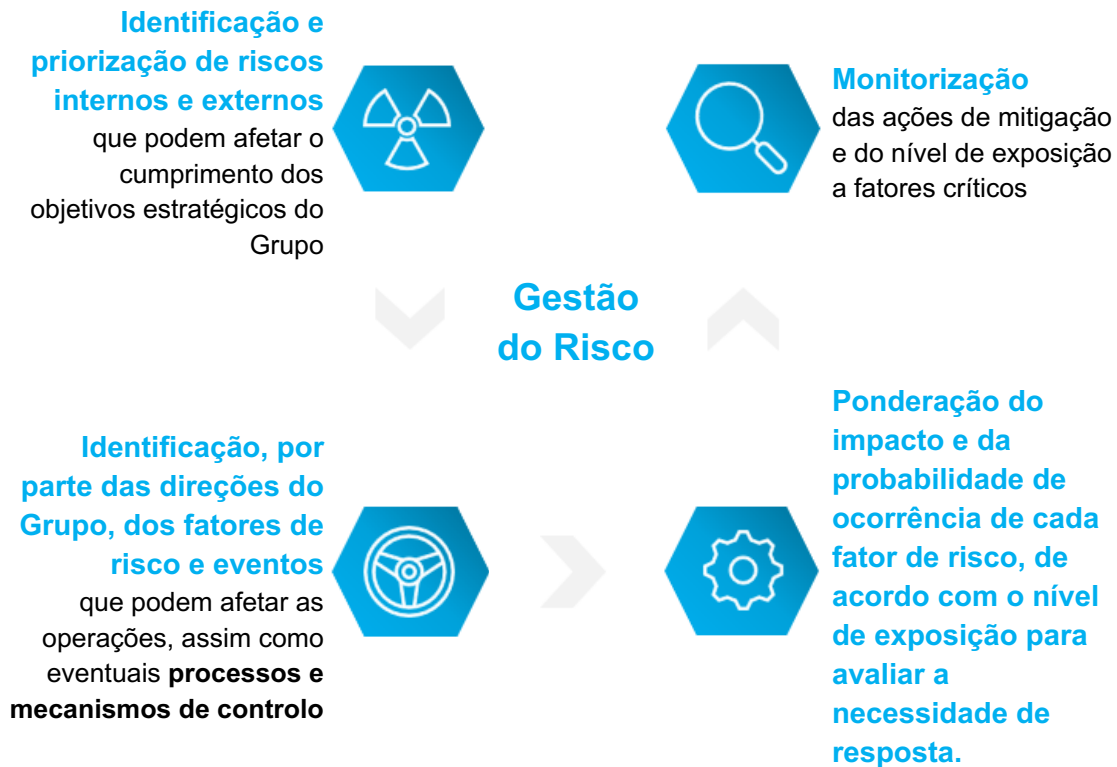 Identificação e
priorização de riscos
internos e externos
que podem afetar o
cumprimento dos
objetivos estratégicos do
Grupo
Monitorização
das ações de mitigação
e do nível de exposição
a fatores críticos
Gestão
do Risco
Identificação, por
parte das direções do
Grupo, dos fatores de
risco e eventos
que podem afetar as
operações, assim como
eventuais processos e
mecanismos de controlo
Ponderação do
impacto e da
probabilidade de
ocorrência de cada
fator de risco, de
acordo com o nível
de exposição para
avaliar a
necessidade de
resposta.